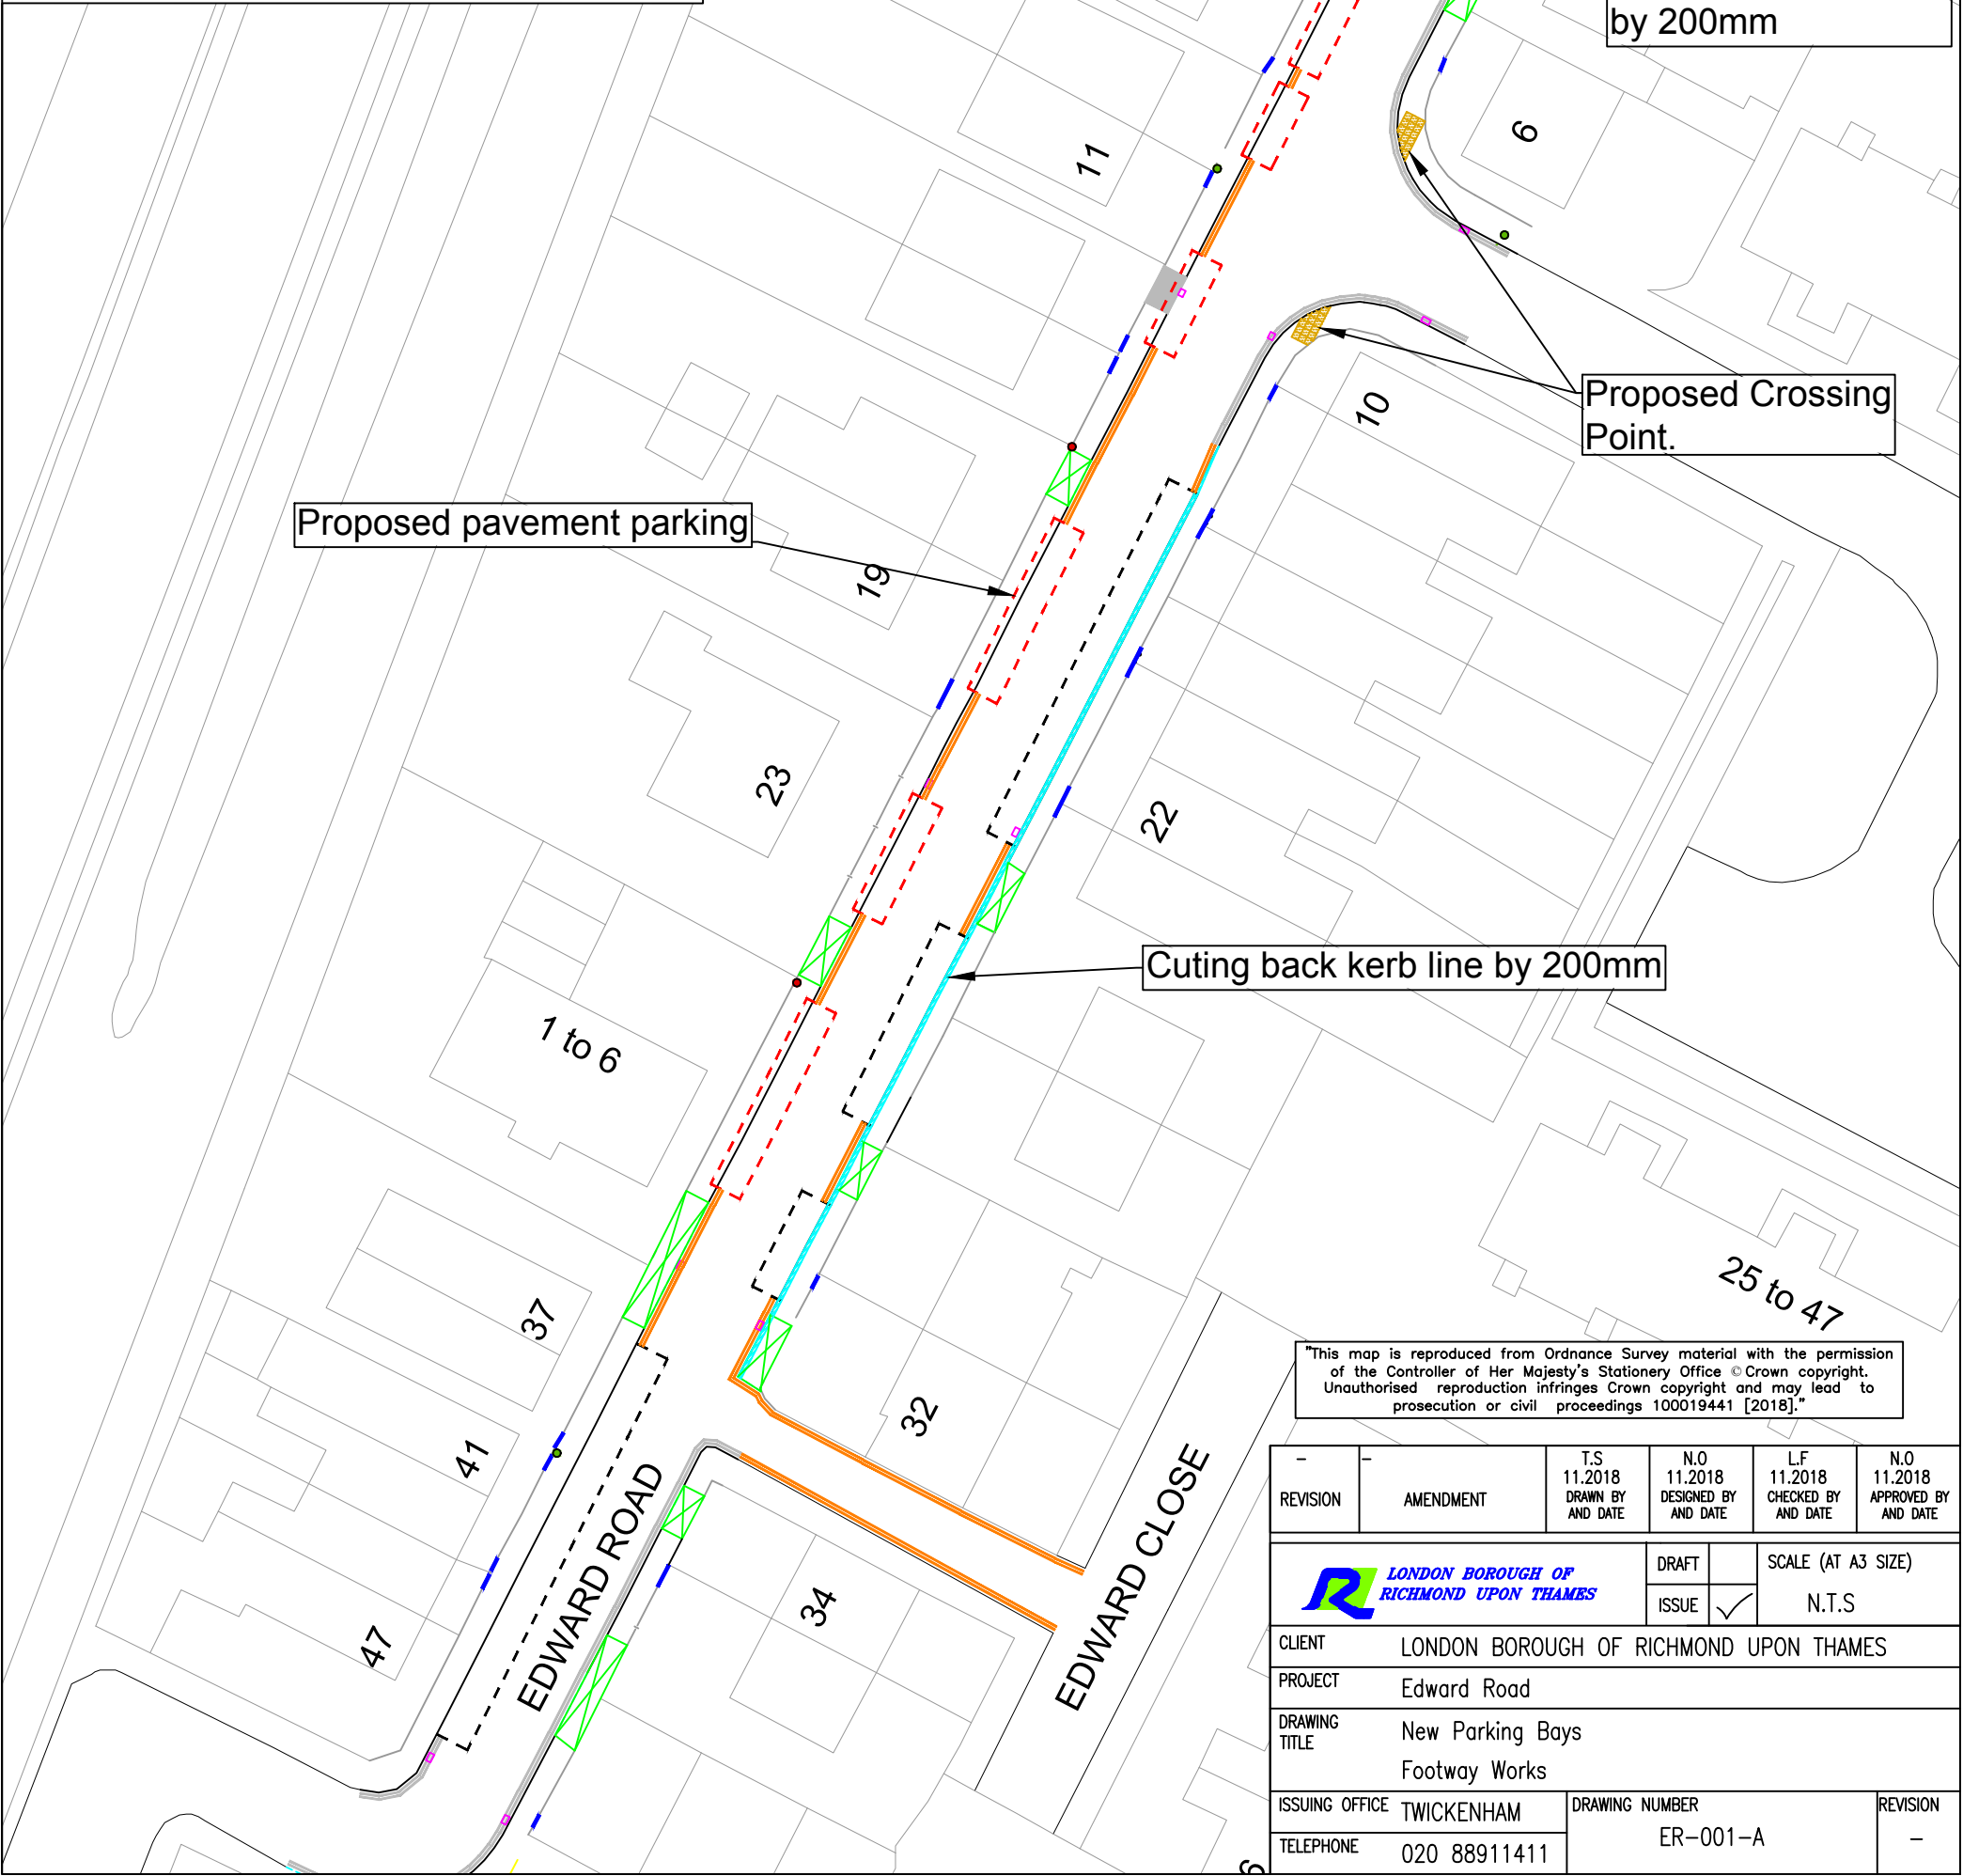 by 200mm
11
6
10
Proposed Crossing
Point.
Proposed pavement parking
19
23
22
Cuting back kerb line by 200mm
1 to 6
25 to 47
37
32
41
34
47
EDWARD ROAD
EDWARD CLOSE
6
"This map is reproduced from Ordnance Survey material with the permission
of the Controller of Her Majesty's Stationery Office © Crown copyright.
Unauthorised reproduction infringes Crown copyright and may lead to
prosecution or civil proceedings 100019441 [2018]."
– – T.S N.O L.F N.O
11.2018 11.2018 11.2018 11.2018
REVISION AMENDMENT DRAWN BY DESIGNED BY CHECKED BY APPROVED BY
AND DATE AND DATE AND DATE AND DATE
LONDON BOROUGH OF
RICHMOND UPON THAMES
DRAFT SCALE (AT A3 SIZE)
ISSUE N.T.S
CLIENT LONDON BOROUGH OF RICHMOND UPON THAMES
PROJECT Edward Road
DRAWING
TITLE
New Parking Bays
Footway Works
ISSUING OFFICE TWICKENHAM
DRAWING NUMBER
ER-001-A
REVISION
–
TELEPHONE 020 88911411